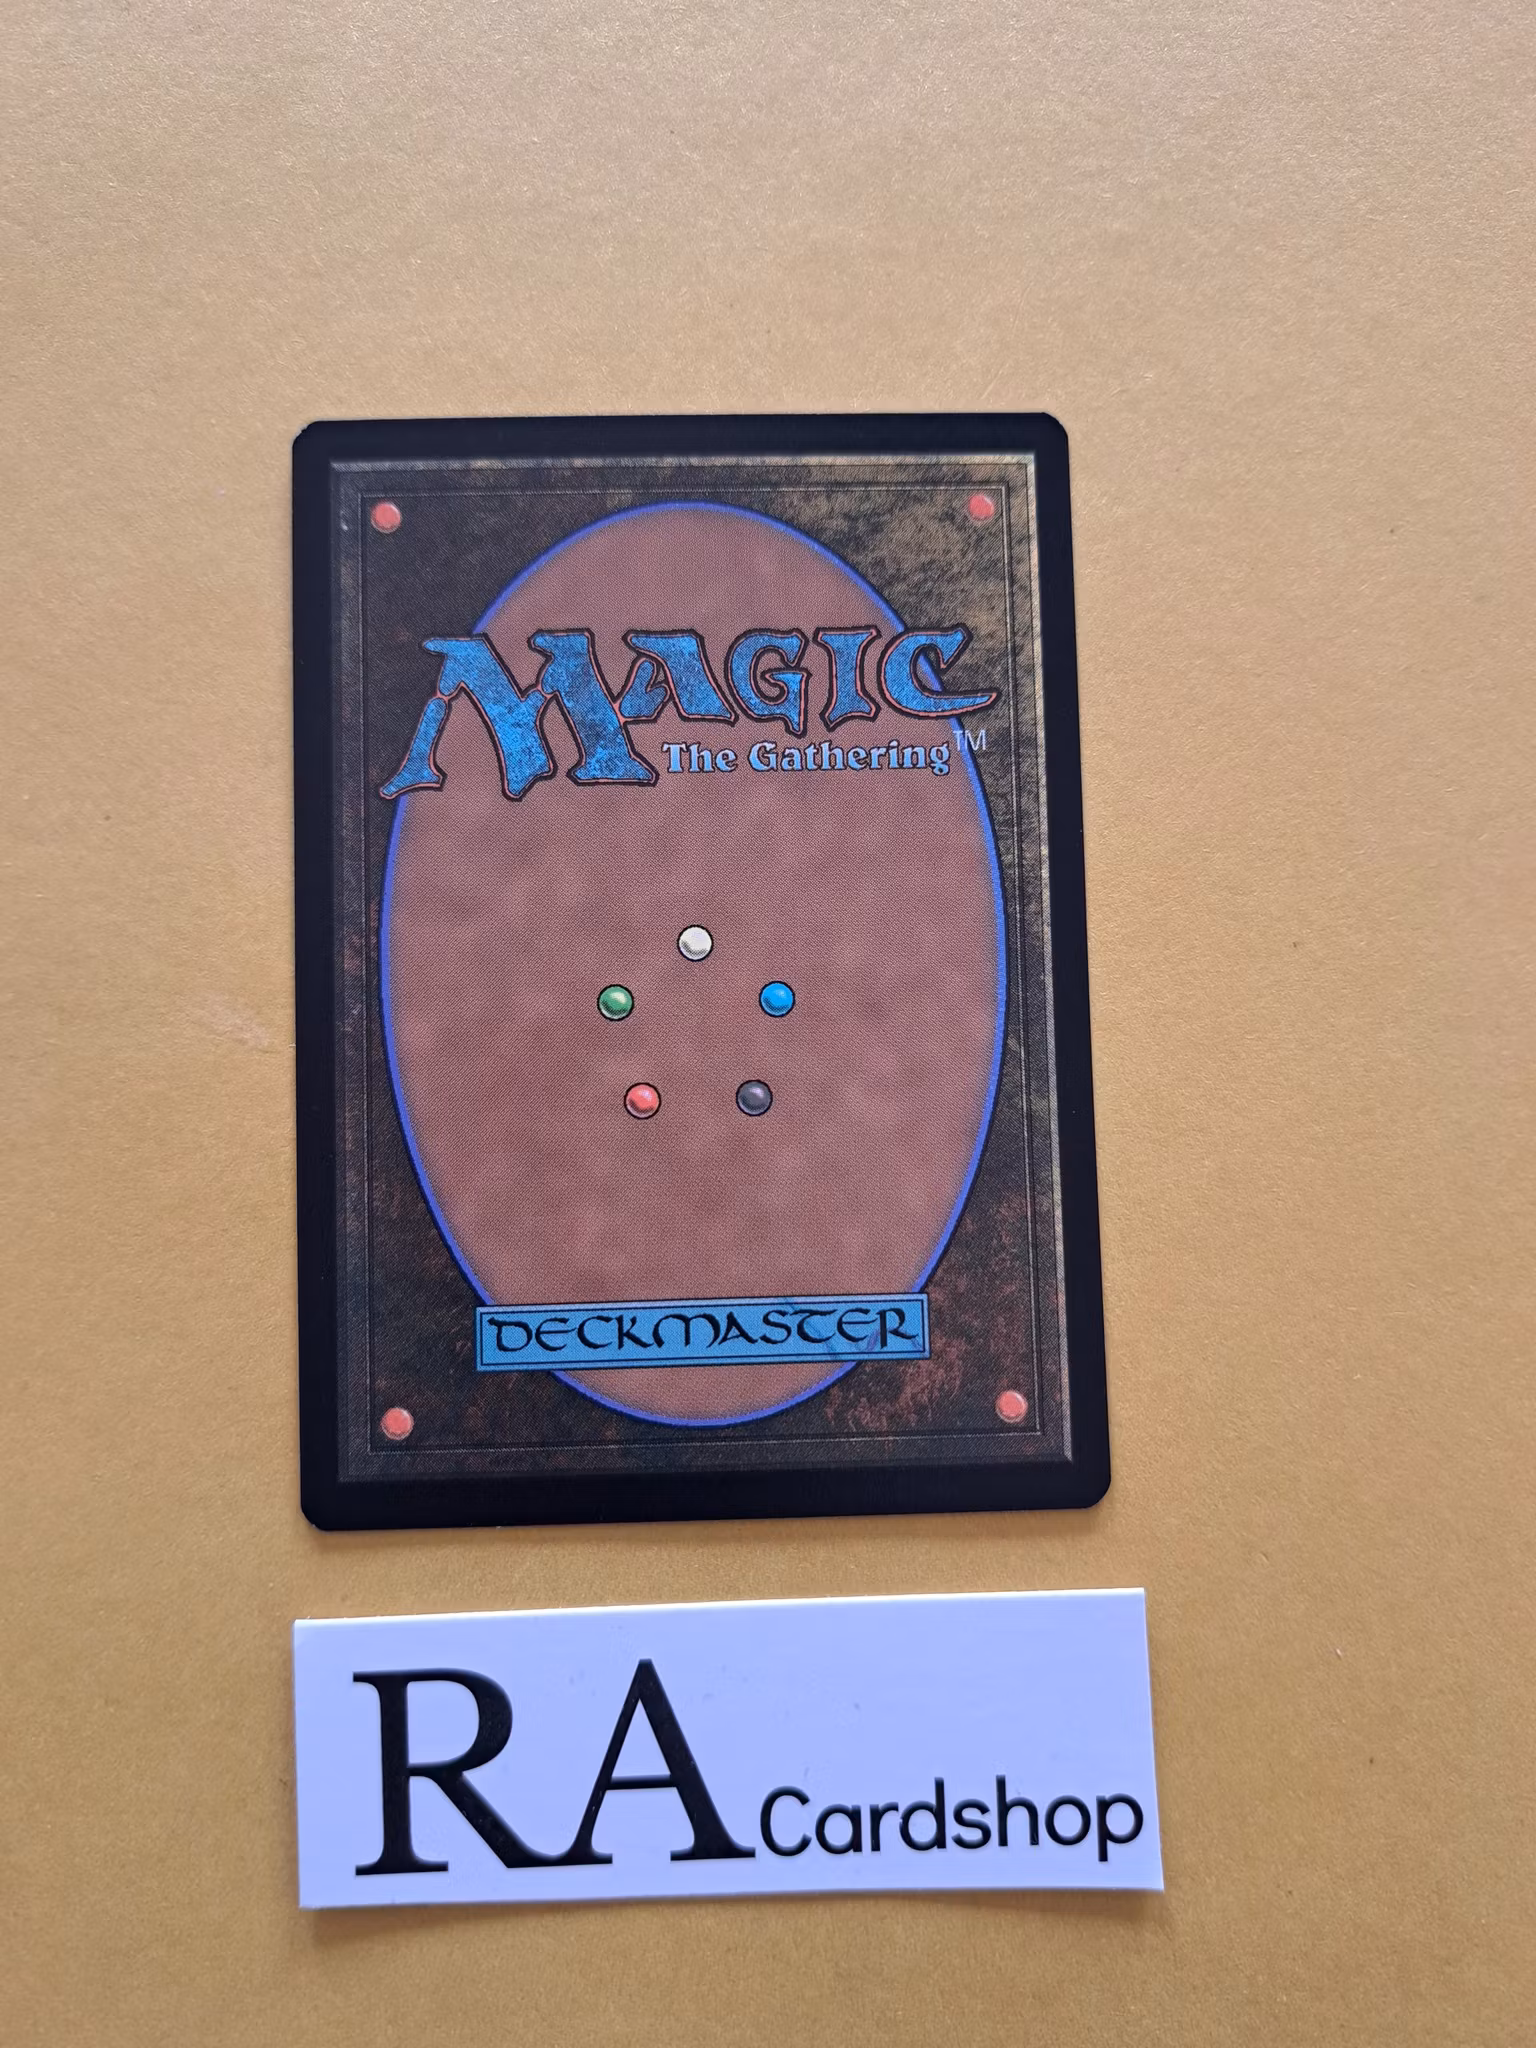 MAGIC
The Gathering™
DECKMASTER
RA Cardshop